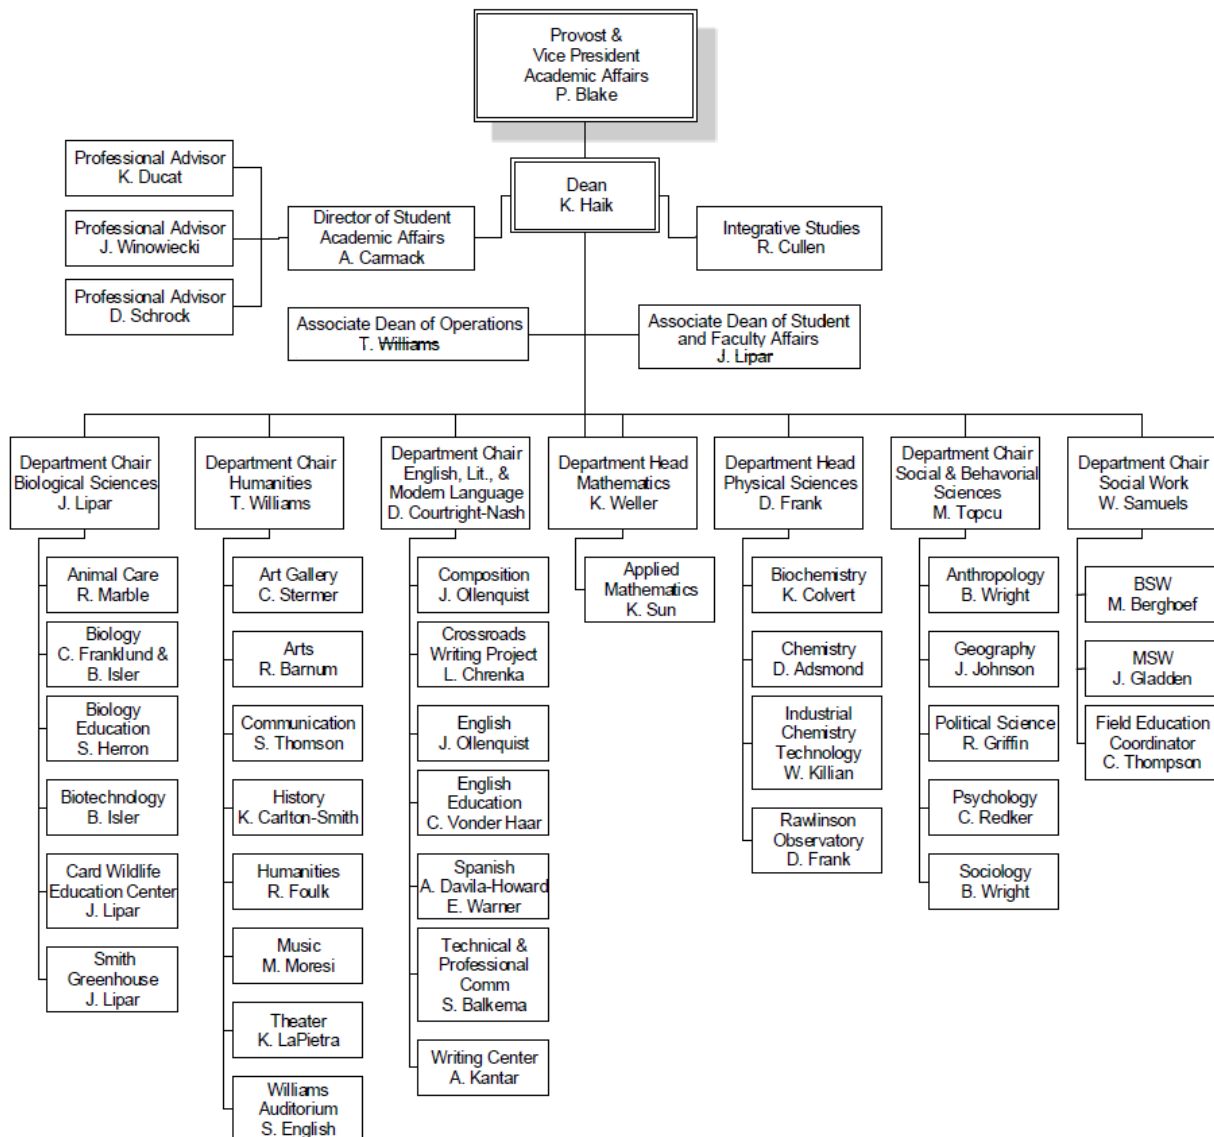 Provost &
Vice President
Academic Affairs
P. Blake
Dean
K. Haik
Professional Advisor
K. Ducat
Professional Advisor
J. Winowiecki
Professional Advisor
D. Schrock
Director of Student
Academic Affairs
A. Carmack
Integrative Studies
R. Cullen
Associate Dean of Operations
T. Williams
Associate Dean of Student
and Faculty Affairs
J. Lipar
Department Chair
Biological Sciences
J. Lipar
Animal Care
R. Marble
Biology
C. Franklund &
B. Isler
Biology
Education
S. Herron
Biotechnology
B. Isler
Card Wildlife
Education Center
J. Lipar
Smith
Greenhouse
J. Lipar
Department Chair
Humanities
T. Williams
Art Gallery
C. Stermer
Arts
R. Barnum
Communication
S. Thomson
History
K. Carlton-Smith
Humanities
R. Foulk
Music
M. Moresi
Theater
K. LaPietra
Williams
Auditorium
S. English
Department Chair
English, Lit., &
Modern Language
D. Courtright-Nash
Composition
J. Ollenquist
Crossroads
Writing Project
L. Chrenka
English
J. Ollenquist
English
Education
C. Vonder Haar
Spanish
A. Davila-Howard
E. Warner
Technical &
Professional
Comm
S. Balkema
Writing Center
A. Kantar
Department Head
Mathematics
K. Weller
Applied
Mathematics
K. Sun
Department Head
Physical Sciences
D. Frank
Biochemistry
K. Colvert
Chemistry
D. Adsmond
Industrial
Chemistry
Technology
W. Killian
Rawlinson
Observatory
D. Frank
Department Chair
Social & Behavorial
Sciences
M. Topcu
Anthropology
B. Wright
Geography
J. Johnson
Political Science
R. Griffin
Psychology
C. Redker
Sociology
B. Wright
Department Chair
Social Work
W. Samuels
BSW
M. Berghoef
MSW
J. Gladden
Field Education
Coordinator
C. Thompson